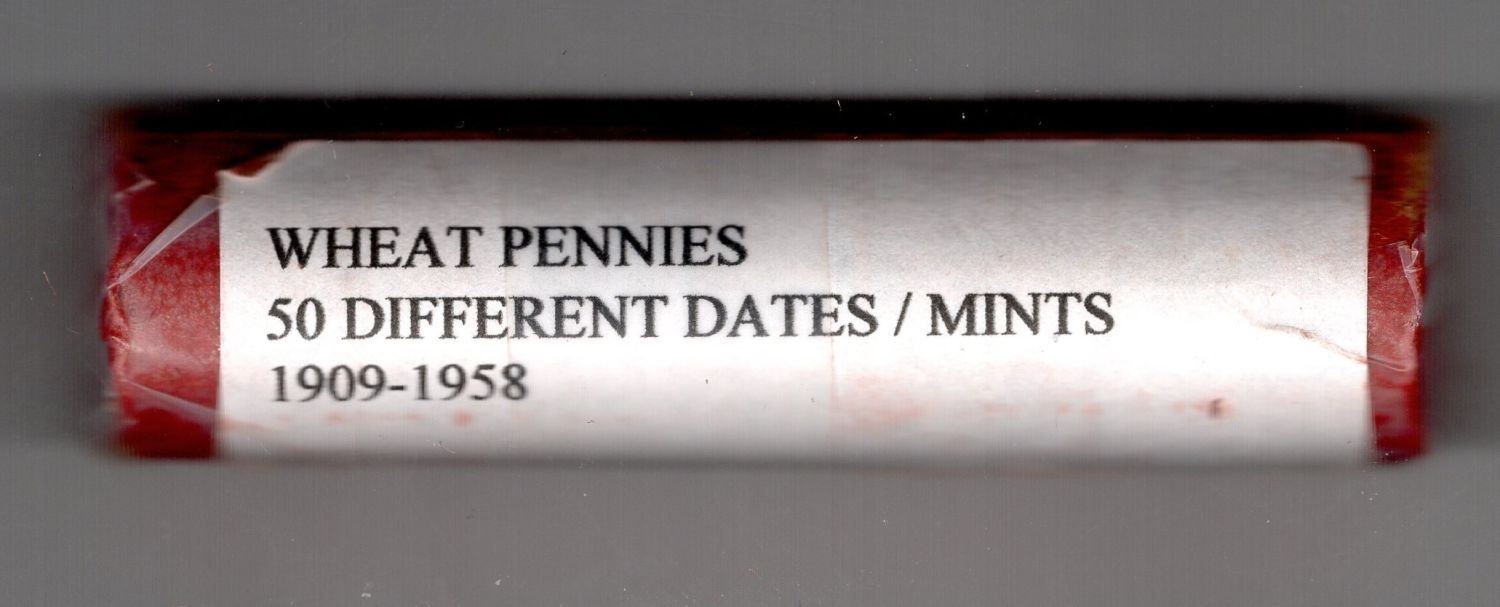 WHEAT PENNIES
50 DIFFERENT DATES / MINTS
1909-1958